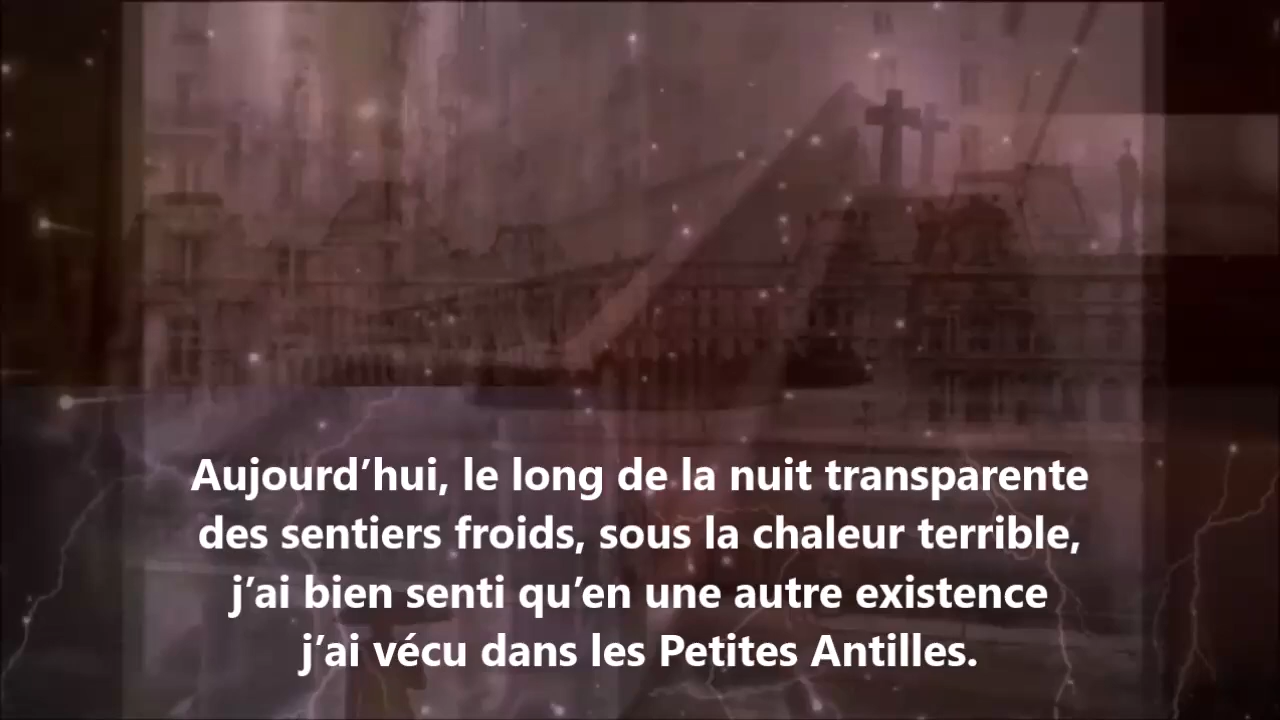 Aujourd’hui, le long de la nuit transparente
des sentiers froids, sous la chaleur terrible,
j’ai bien senti qu’en une autre existence
j’ai vécu dans les Petites Antilles.